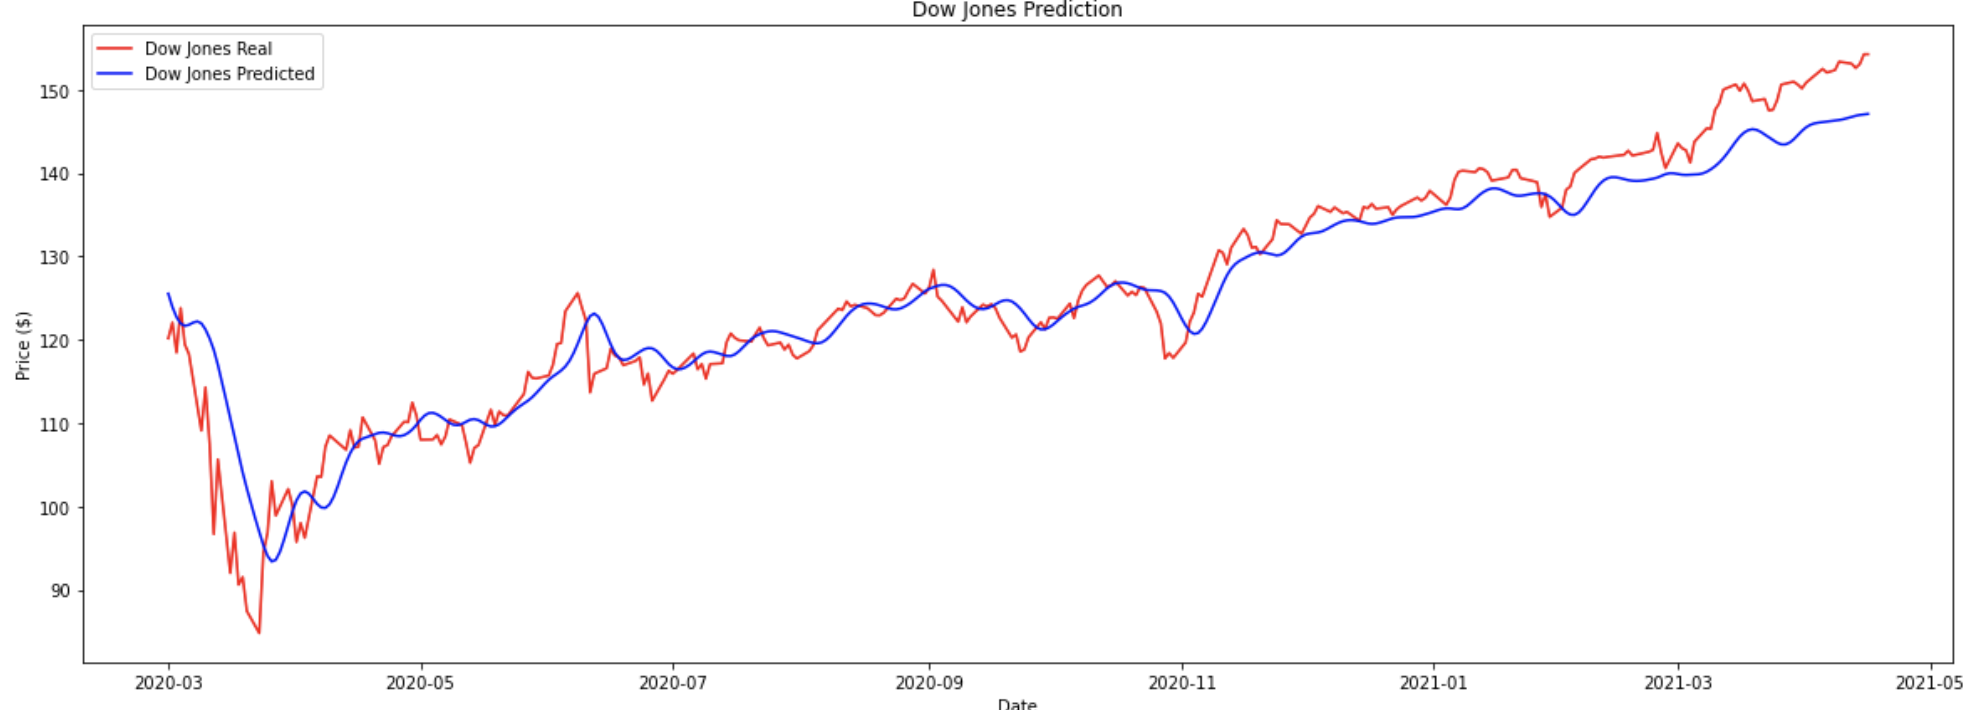 Dow Jones Prediction
Dow Jones Real
Dow Jones Predicted
150
140
130
120
110
100
90
Price ($)
2020-03 2020-05 2020-07 2020-09 2020-11 2021-01 2021-03 2021-05
Date